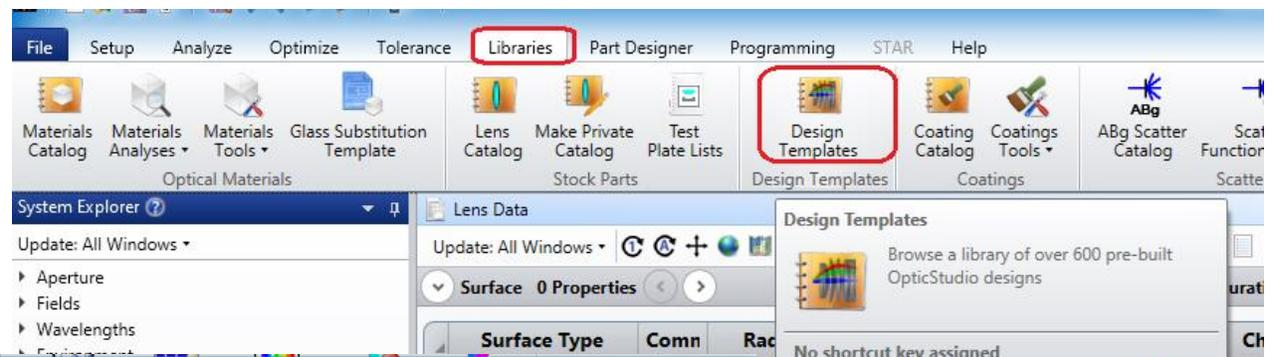 File Setup Analyze Optimize Tolerance Libraries Part Designer Programming STAR Help
Materials Catalog
Materials Analyses
Materials Tools
Glass Substitution Template
Lens Catalog
Make Private Catalog
Test Plate Lists
Design Templates
Coating Catalog
Coatings Tools
ABg
ABg Scatter Catalog
Optical Materials Stock Parts Design Templates Coatings
System Explorer
Lens Data
Design Templates
Update: All Windows
Update: All Windows
Browse a library of over 600 pre-built
OpticStudio designs
Aperture
Surface 0 Properties
Fields
Wavelengths
Surface Type Comn Rad
No shortcut key assigned